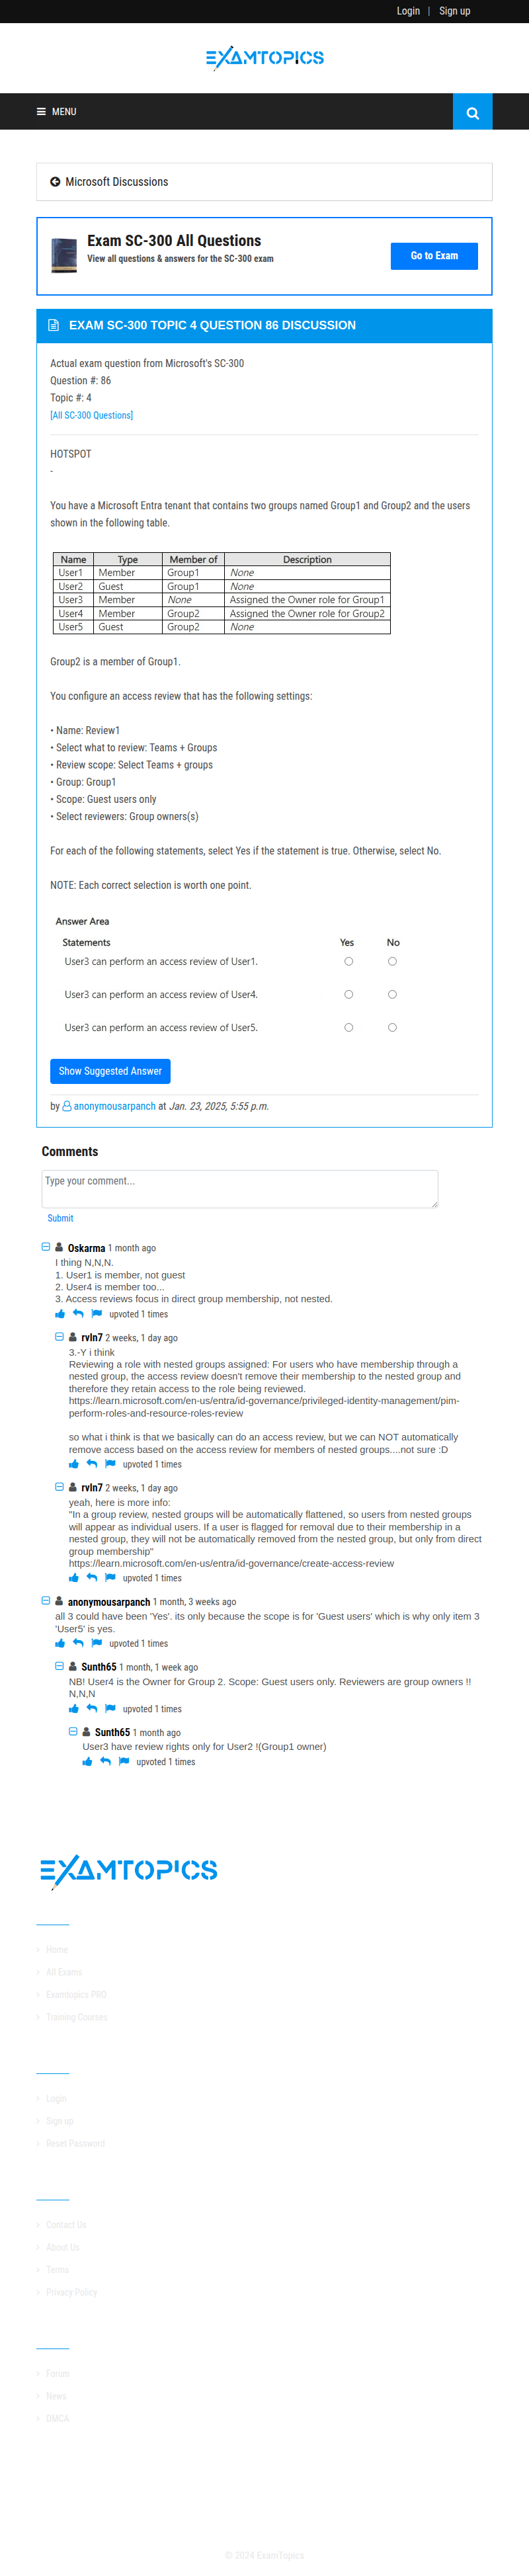 Login | Sign up
EXAMTOPICS
MENU
Microsoft Discussions
Exam SC-300 All Questions
View all questions & answers for the SC-300 exam
Go to Exam
EXAM SC-300 TOPIC 4 QUESTION 86 DISCUSSION
Actual exam question from Microsoft's SC-300
Question #: 86
Topic #: 4
[All SC-300 Questions]
HOTSPOT
-
You have a Microsoft Entra tenant that contains two groups named Group1 and Group2 and the users
shown in the following table.
Name Type Member of Description
User1 Member Group1 None
User2 Guest Group1 None
User3 Member None Assigned the Owner role for Group1
User4 Member Group2 Assigned the Owner role for Group2
User5 Guest Group2 None
Group2 is a member of Group1.
You configure an access review that has the following settings:
• Name: Review1
• Select what to review: Teams + Groups
• Review scope: Select Teams + groups
• Group: Group1
• Scope: Guest users only
• Select reviewers: Group owners(s)
For each of the following statements, select Yes if the statement is true. Otherwise, select No.
NOTE: Each correct selection is worth one point.
Answer Area
Statements Yes No
User3 can perform an access review of User1.
User3 can perform an access review of User4.
User3 can perform an access review of User5.
Show Suggested Answer
by anonymousarpanch at Jan. 23, 2025, 5:55 p.m.
Comments
Type your comment...
Submit
Oskarma 1 month ago
I thing N,N,N.
1. User1 is member, not guest
2. User4 is member too...
3. Access reviews focus in direct group membership, not nested.
upvoted 1 times
rvln7 2 weeks, 1 day ago
3.-Y i think
Reviewing a role with nested groups assigned: For users who have membership through a
nested group, the access review doesn't remove their membership to the nested group and
therefore they retain access to the role being reviewed.
https://learn.microsoft.com/en-us/entra/id-governance/privileged-identity-management/pim-
perform-roles-and-resource-roles-review
so what i think is that we basically can do an access review, but we can NOT automatically
remove access based on the access review for members of nested groups....not sure :D
upvoted 1 times
rvln7 2 weeks, 1 day ago
yeah, here is more info:
"In a group review, nested groups will be automatically flattened, so users from nested groups
will appear as individual users. If a user is flagged for removal due to their membership in a
nested group, they will not be automatically removed from the nested group, but only from direct
group membership"
https://learn.microsoft.com/en-us/entra/id-governance/create-access-review
upvoted 1 times
anonymousarpanch 1 month, 3 weeks ago
all 3 could have been 'Yes'. its only because the scope is for 'Guest users' which is why only item 3
'User5' is yes.
upvoted 1 times
Sunth65 1 month, 1 week ago
NB! User4 is the Owner for Group 2. Scope: Guest users only. Reviewers are group owners !!
N,N,N
upvoted 1 times
Sunth65 1 month ago
User3 have review rights only for User2 !(Group1 owner)
upvoted 1 times
EXAMTOPICS
Home
All Exams
Examtopics PRO
Training Courses
Login
Sign up
Reset Password
Contact Us
About Us
Terms
Privacy Policy
Forum
News
DMCA
© 2024 ExamTopics